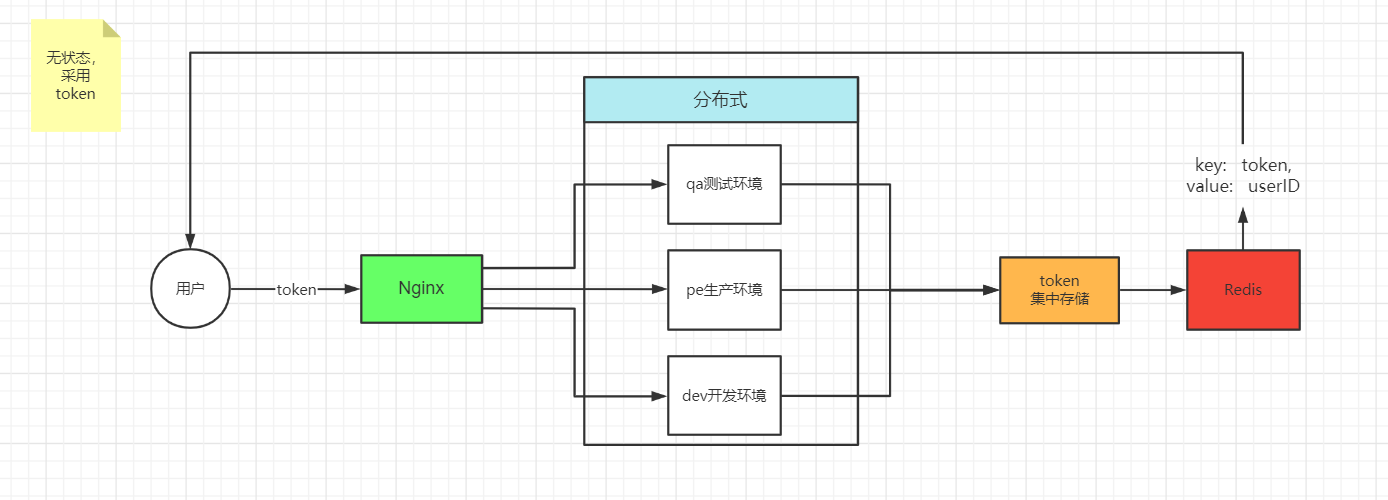 无状态，
采用
token
分布式
qa测试环境
key: token,
value: userID
用户
token
Nginx
pe生产环境
token
集中存储
Redis
dev开发环境